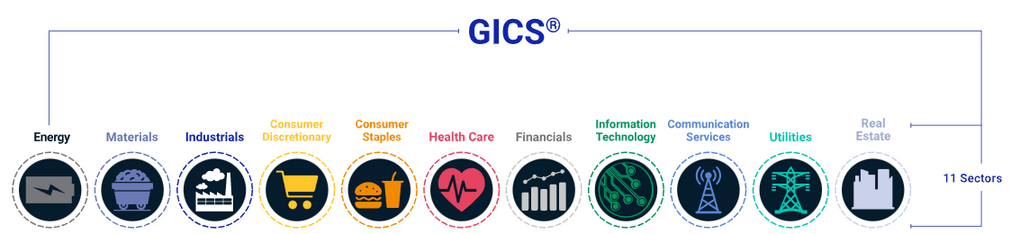 GICS®
Energy
Materials
Industrials
Consumer
Discretionary
Consumer
Staples
Health Care
Financials
Information
Technology
Communication
Services
Utilities
Real
Estate
11 Sectors